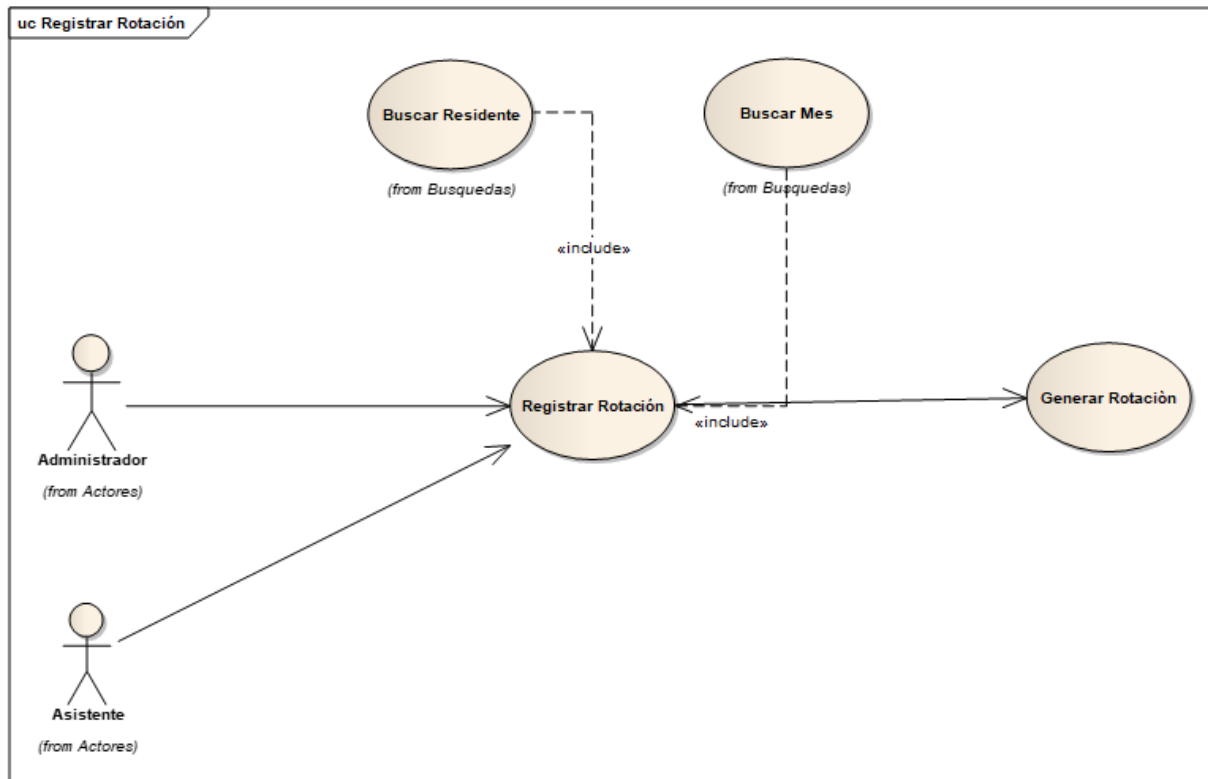 uc Registrar Rotación
Buscar Residente
(from Busquedas)
Buscar Mes
(from Busquedas)
«include»
Administrador
(from Actores)
Registrar Rotación
«include»
Generar Rotaciòn
Asistente
(from Actores)